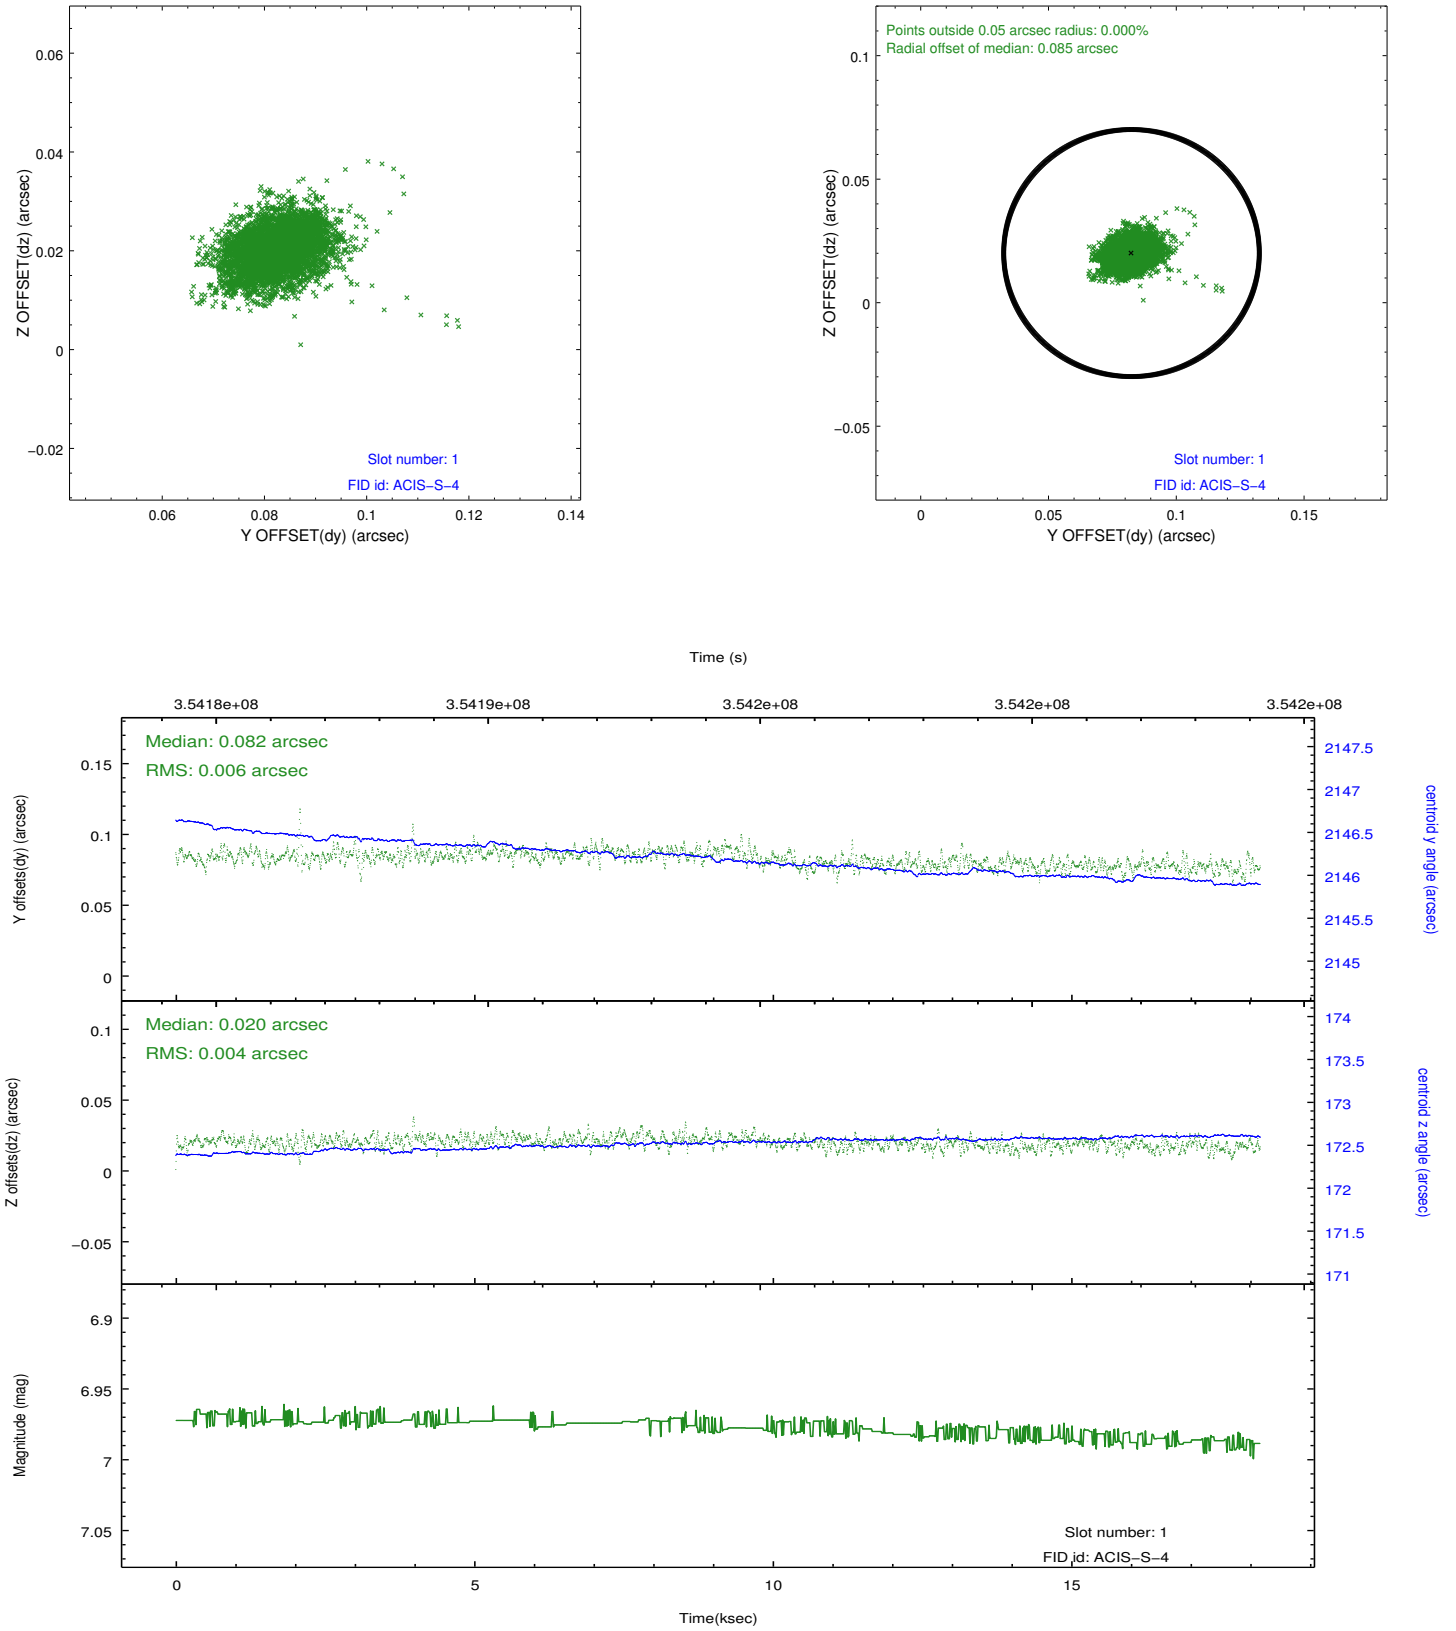 0.06
0.04
0.02
0
−0.02
Z OFFSET(dz) (arcsec)
Slot number: 1
FID id: ACIS−S−4
0.06
0.08
0.1
0.12
0.14
Y OFFSET(dy) (arcsec)
Points outside 0.05 arcsec radius: 0.000%
Radial offset of median: 0.085 arcsec
0.1
0.05
0
−0.05
Z OFFSET(dz) (arcsec)
Slot number: 1
FID id: ACIS−S−4
0
0.05
0.1
0.15
Y OFFSET(dy) (arcsec)
Time (s)
3.5418e+08
3.5419e+08
3.542e+08
3.542e+08
3.542e+08
Median: 0.082 arcsec
RMS: 0.006 arcsec
0.15
0.1
0.05
0
Y offsets(dy) (arcsec)
2147.5
2147
2146.5
2146
2145.5
2145
centroid y angle (arcsec)
Median: 0.020 arcsec
RMS: 0.004 arcsec
0.1
0.05
0
−0.05
Z offsets(dz) (arcsec)
174
173.5
173
172.5
172
171.5
171
centroid z angle (arcsec)
6.9
6.95
7
7.05
Magnitude (mag)
Slot number: 1
FID id: ACIS−S−4
0
5
10
15
Time(ksec)